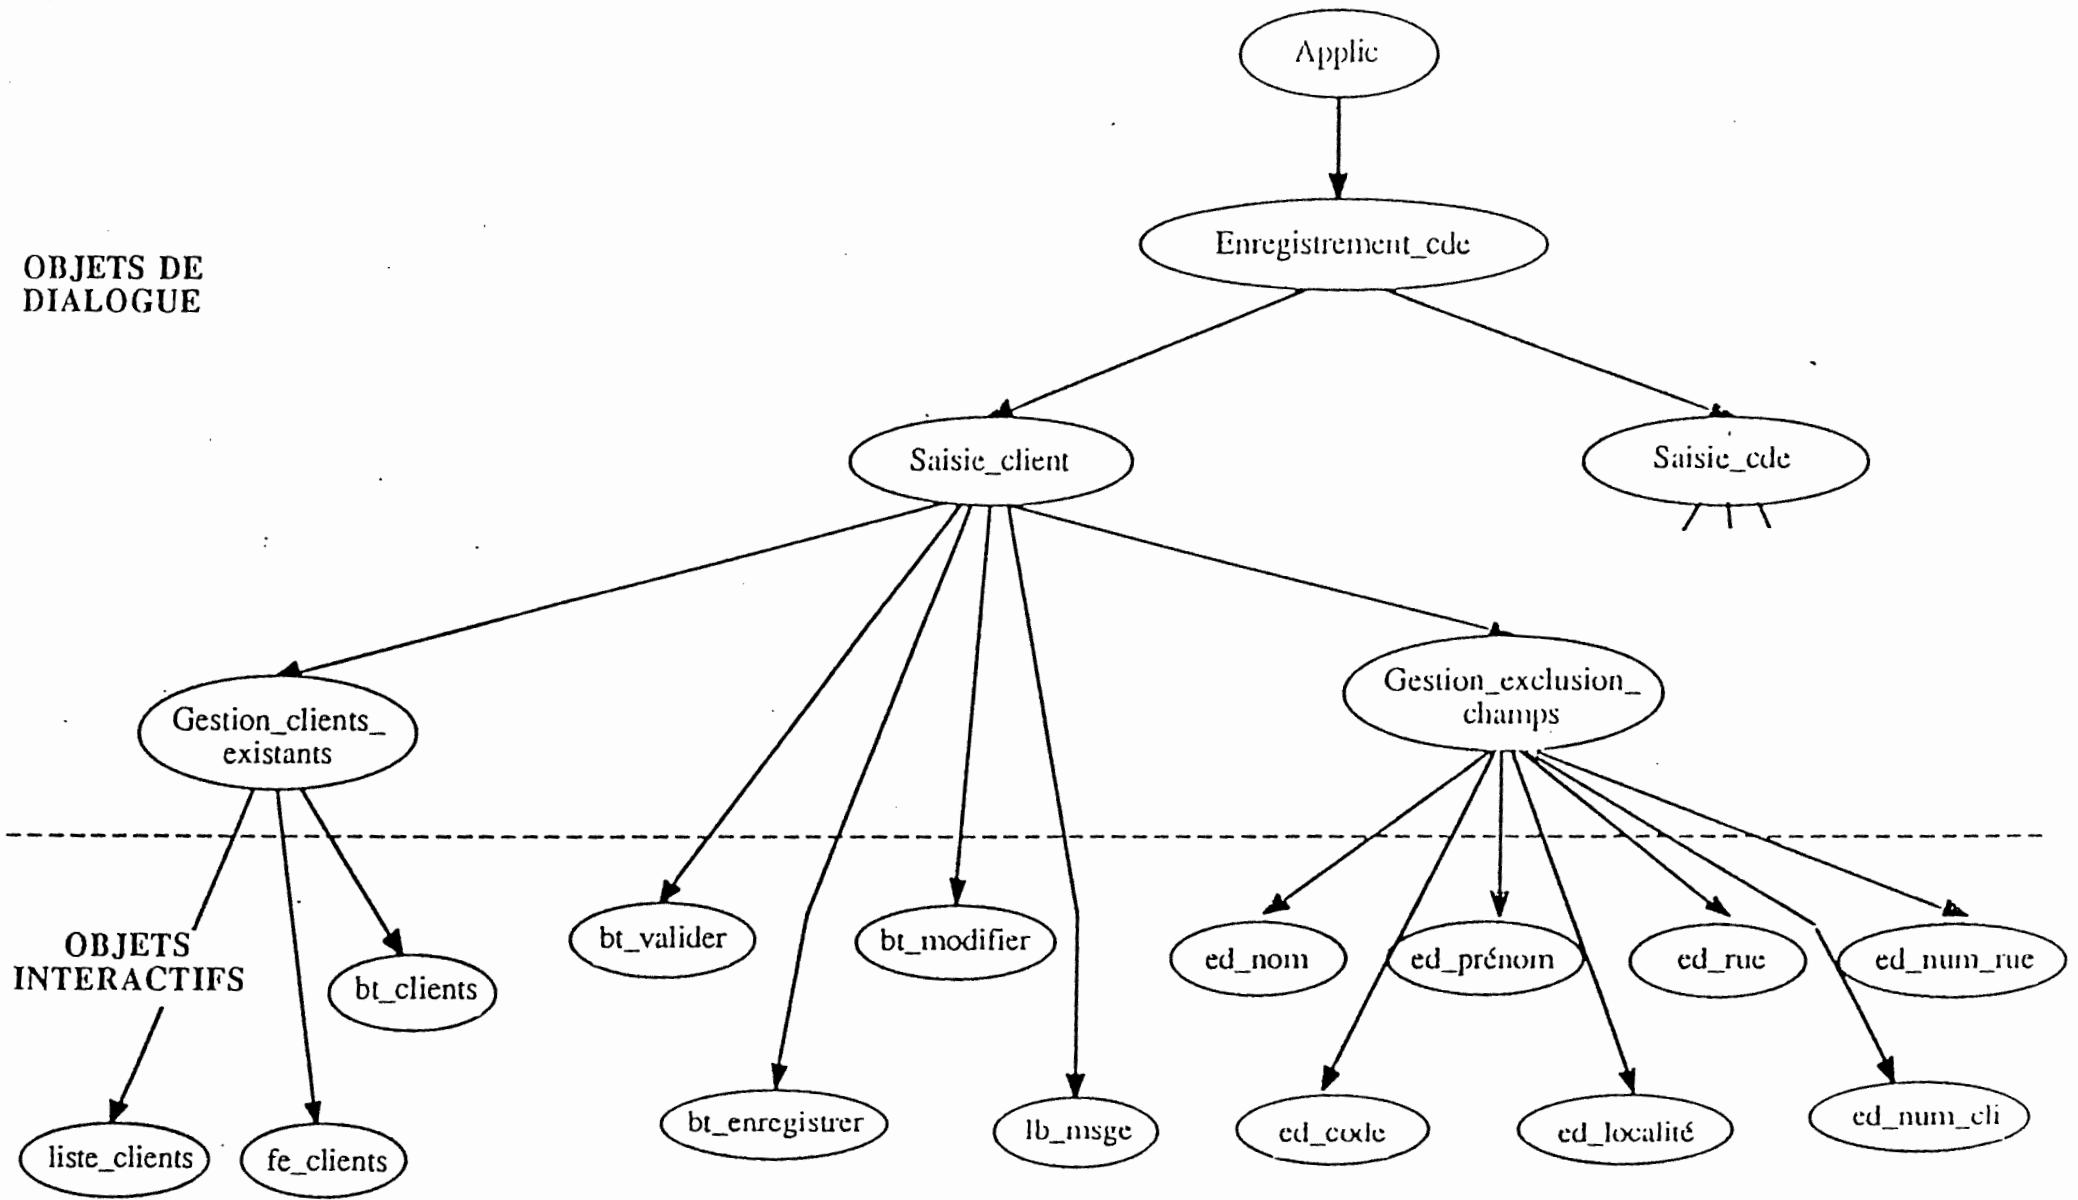 Applic
Enregistrement_cde
OBJETS DE
DIALOGUE
Saisie_client
Saisie_cde
Gestion_clients_
existants
Gestion_exclusion_
champs
OBJETS
INTERACTIFS
bt_clients
bt_valider
bt_modifier
ed_nom
ed_prénom
ed_rue
ed_num_rue
liste_clients
fe_clients
bt_enregistrer
lb_msge
ed_code
ed_localité
ed_num_cli